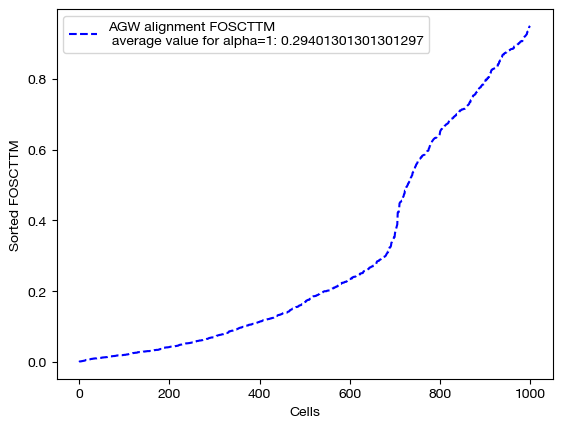 AGW alignment FOSCTTM
average value for alpha=1: 0.29401301301301297
0.8
0.6
0.4
0.2
0.0
Sorted FOSCTTM
0 200 400 600 800 1000
Cells